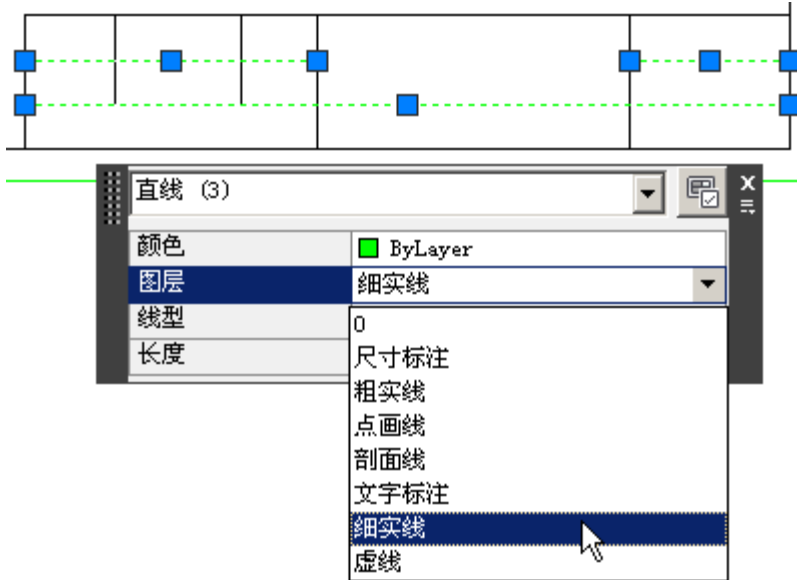 直线 (3)
颜色 ByLayer
图层 细实线
线型
长度
0
尺寸标注
粗实线
点画线
剖面线
文字标注
细实线
虚线